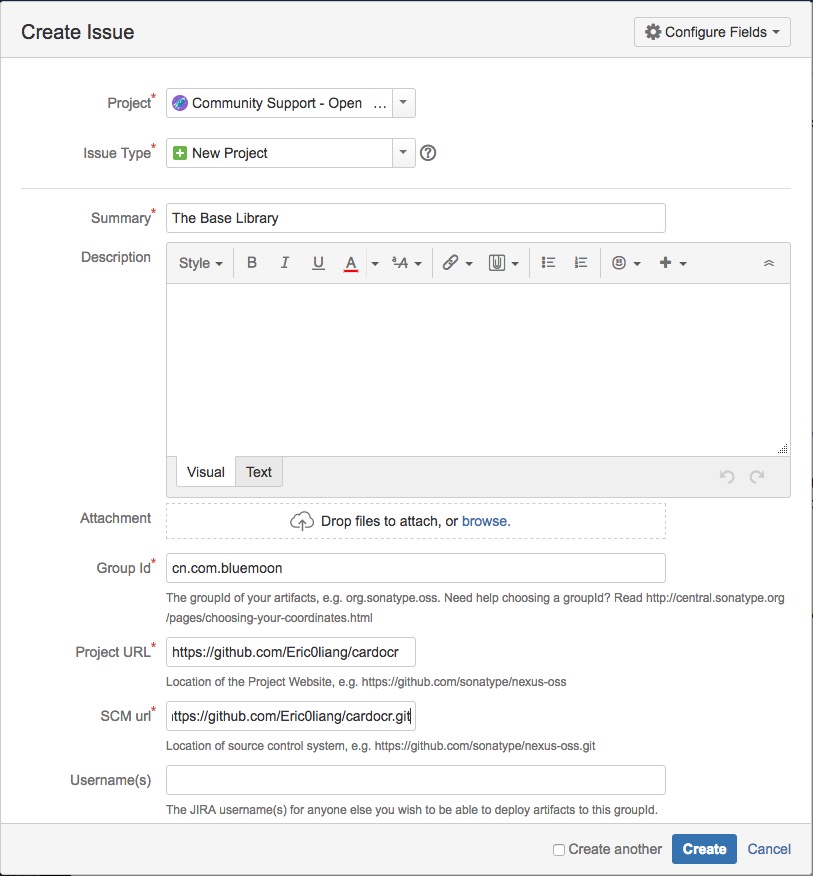 Create Issue
Configure Fields
Project*
Community Support - Open ...
Issue Type*
New Project
Summary*
The Base Library
Description
Style B I U A
Visual Text
Attachment
Drop files to attach, or browse.
Group Id*
cn.com.bluemoon
The groupId of your artifacts, e.g. org.sonatype.oss. Need help choosing a groupId? Read http://central.sonatype.org
/pages/choosing-your-coordinates.html
Project URL*
https://github.com/Eric0liang/cardocr
Location of the Project Website, e.g. https://github.com/sonatype/nexus-oss
SCM url*
ttps://github.com/Eric0liang/cardocr.git
Location of source control system, e.g. https://github.com/sonatype/nexus-oss.git
Username(s)
The JIRA username(s) for anyone else you wish to be able to deploy artifacts to this groupId.
Create another Create Cancel